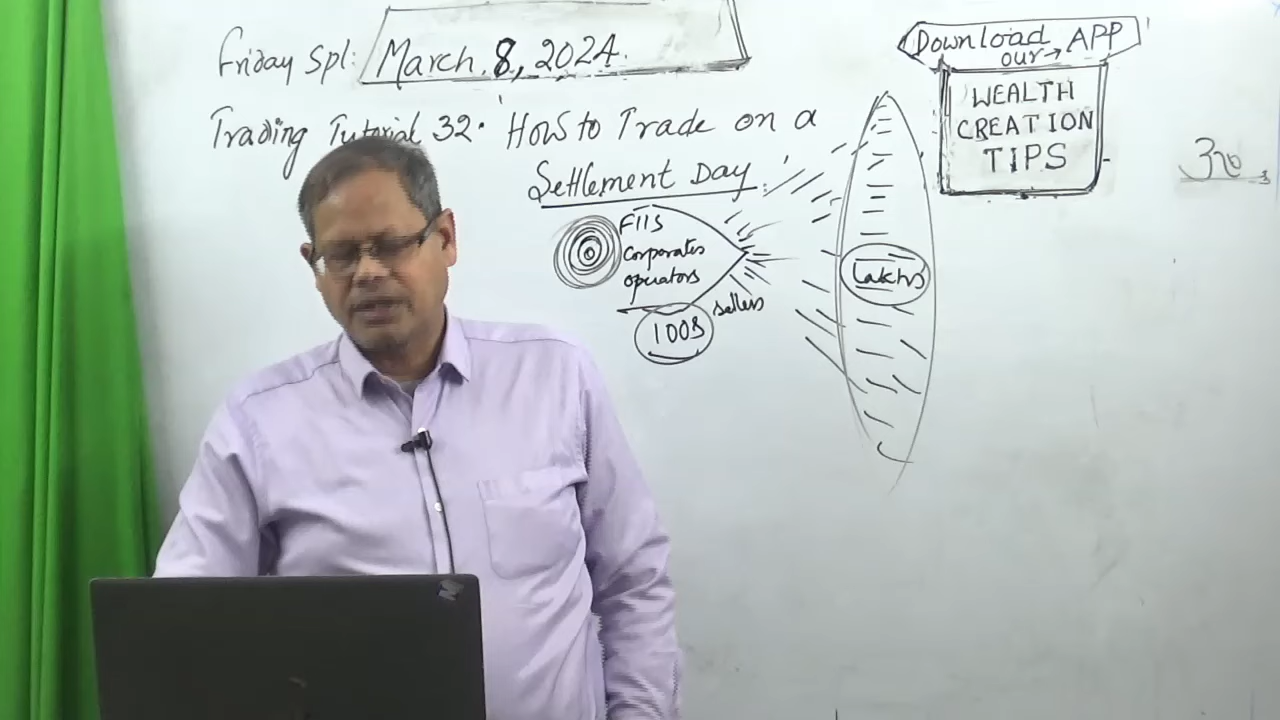 Friday Spl: March 8, 2024.
Trading Tutorial 32. 'How to Trade on a
Settlement Day'
FIIS
corporates
operators
sellers
100S
Lakhs
Download
our → APP
WEALTH
CREATION
TIPS
ॐ